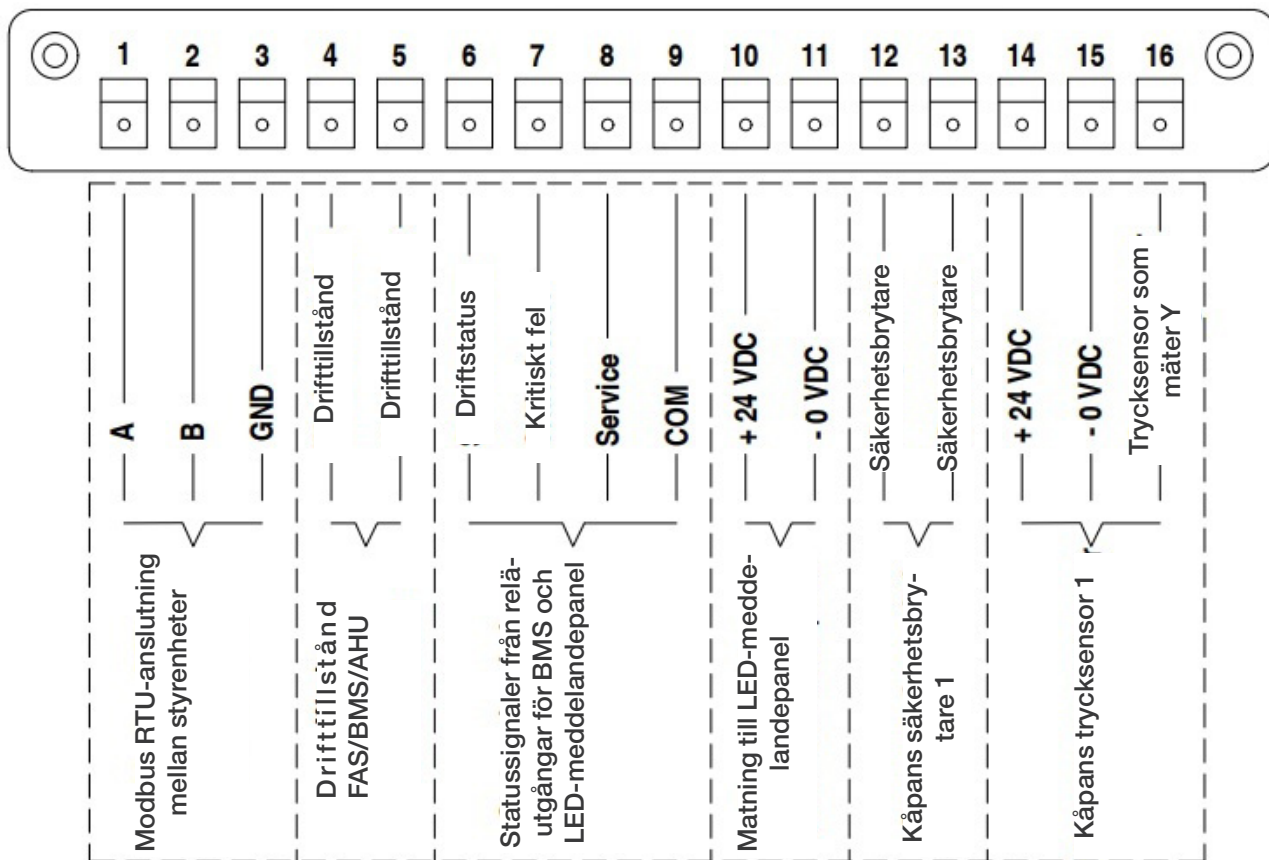 1 2 3 4 5 6 7 8 9 10 11 12 13 14 15 16
A
B
GND
Drifttillstånd
Drifttillstånd
Driftstatus
Kritiskt fel
Service
COM
+ 24 VDC
- 0 VDC
Säkerhetsbrytare
Säkerhetsbrytare
+ 24 VDC
- 0 VDC
Trycksensor som
mäter Y
Modbus RTU-anslutning
mellan styrenheter
Drifttillstånd
FAS/BMS/AHU
Statussignaler från relä-
utgångar för BMS och
LED-meddelandepanel
Matning till LED-medde-
landepanel
Kåpans säkerhetsbry-
tare 1
Kåpans trycksensor 1